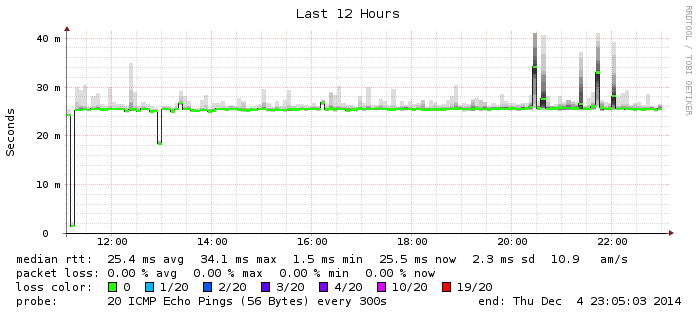 Last 12 Hours
RRDTOOL / TOBI OETIKER
Seconds
40 m
30 m
20 m
10 m
0
12:00 14:00 16:00 18:00 20:00 22:00
median rtt: 25.4 ms avg 34.1 ms max 1.5 ms min 25.5 ms now 2.3 ms sd 10.9 am/s
packet loss: 0.00 % avg 0.00 % max 0.00 % min 0.00 % now
loss color: 0 1/20 2/20 3/20 4/20 10/20 19/20
probe: 20 ICMP Echo Pings (56 Bytes) every 300s end: Thu Dec 4 23:05:03 2014